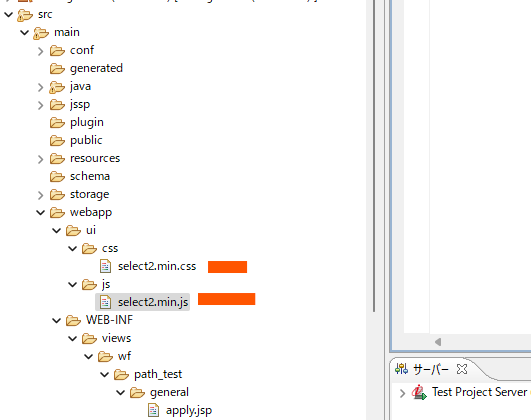 src
main
conf
generated
java
jssp
plugin
public
resources
schema
storage
webapp
ui
css
select2.min.css
js
select2.min.js
WEB-INF
views
wf
path_test
general
apply.jsp
サーバー
Test Project Server